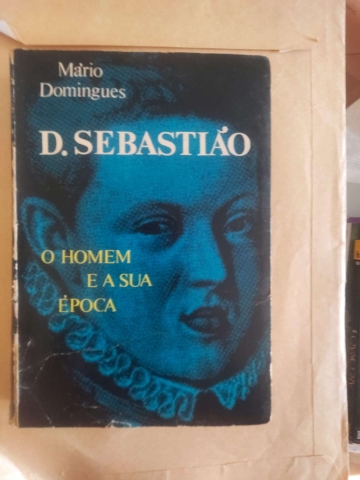 Mário
Domingues
D. SEBASTIÃO
O HOMEM
E A SUA
ÉPOCA